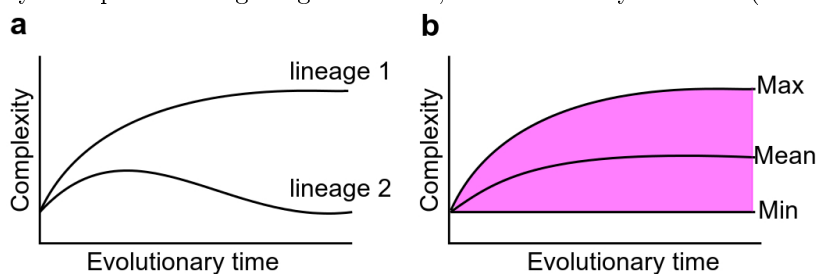 a
lineage 1
lineage 2
Complexity
Evolutionary time
b
Max
Mean
Min
Complexity
Evolutionary time